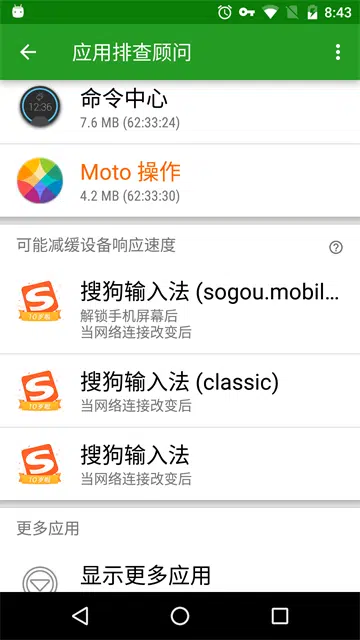 8:43
应用排查顾问
12:36
命令中心
7.6 MB (62:33:24)
Moto 操作
4.2 MB (62:33:30)
可能减缓设备响应速度
搜狗输入法 (sogou.mobil…
解锁手机屏幕后
当网络连接改变后
搜狗输入法 (classic)
当网络连接改变后
搜狗输入法
当网络连接改变后
更多应用
显示更多应用